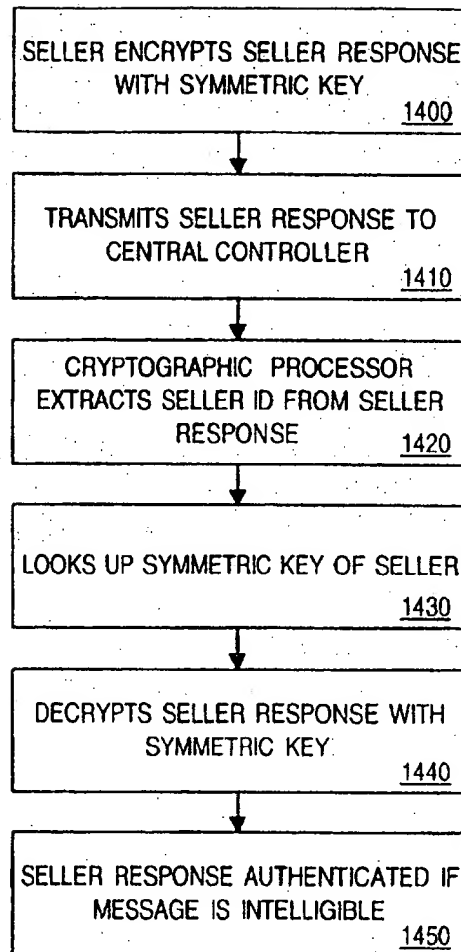 SELLER ENCRYPTS SELLER RESPONSE
WITH SYMMETRIC KEY
1400
TRANSMITS SELLER RESPONSE TO
CENTRAL CONTROLLER
1410
CRYPTOGRAPHIC PROCESSOR
EXTRACTS SELLER ID FROM SELLER
RESPONSE
1420
LOOKS UP SYMMETRIC KEY OF SELLER
1430
DECRYPTS SELLER RESPONSE WITH
SYMMETRIC KEY
1440
SELLER RESPONSE AUTHENTICATED IF
MESSAGE IS INTELLIGIBLE
1450